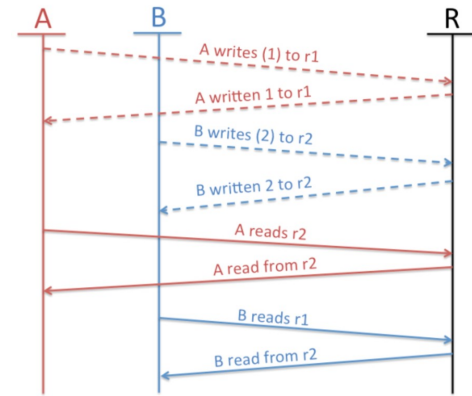 A B R
A writes (1) to r1
A written 1 to r1
B writes (2) to r2
B written 2 to r2
A reads r2
A read from r2
B reads r1
B read from r2